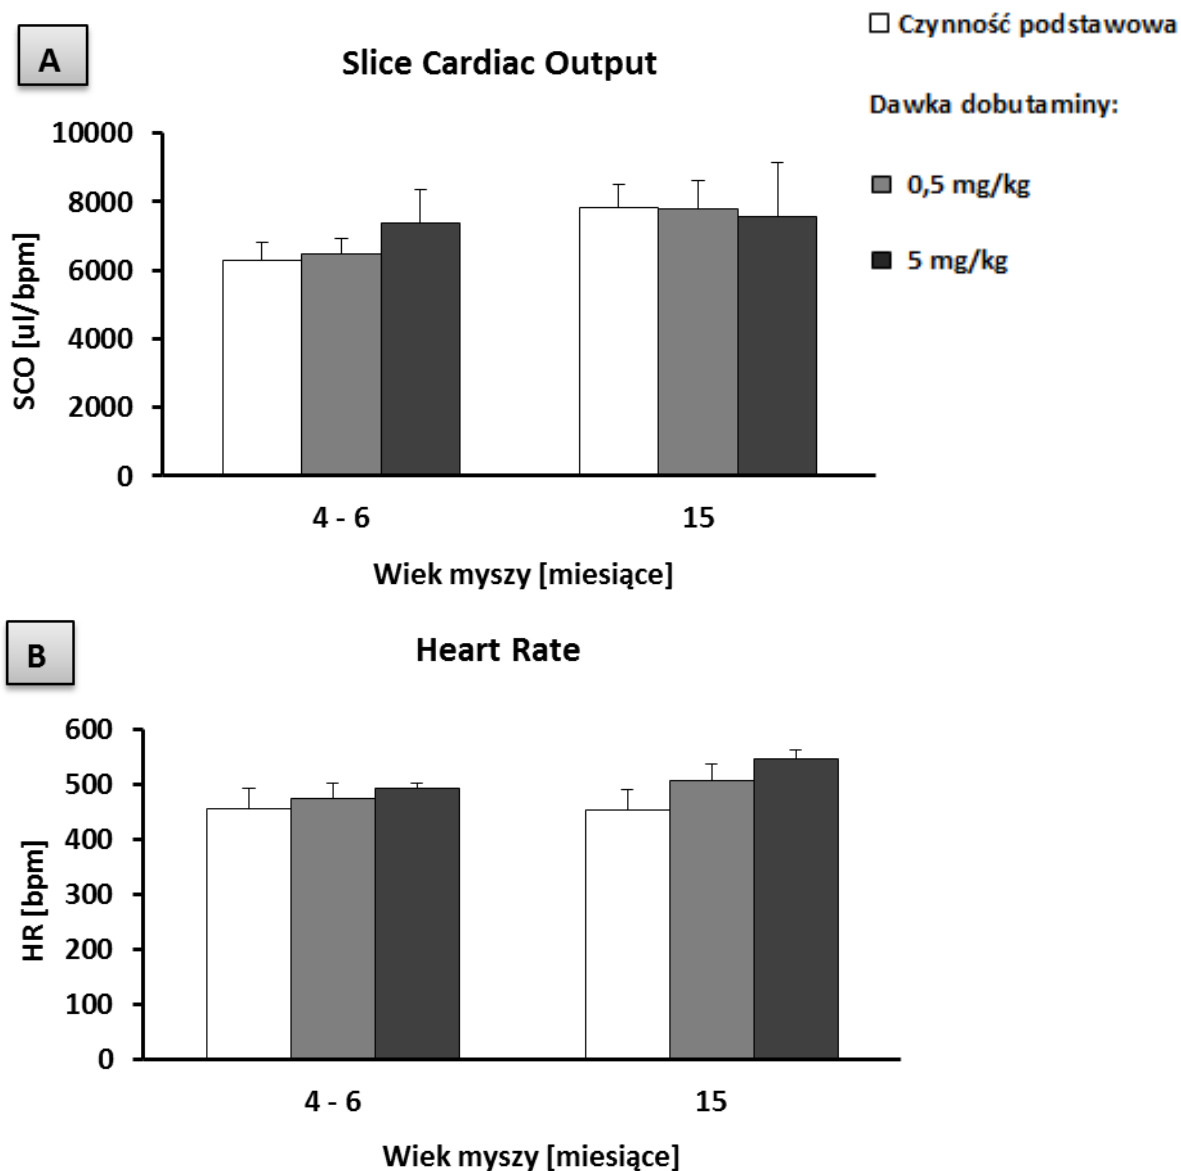 A
Slice Cardiac Output
Czynność podstawowa
Dawka dobutaminy:
0,5 mg/kg
5 mg/kg
SCO [ul/bpm]
10000
8000
6000
4000
2000
0
4 - 6
15
Wiek myszy [miesiące]
B
Heart Rate
HR [bpm]
600
500
400
300
200
100
0
4 - 6
15
Wiek myszy [miesiące]